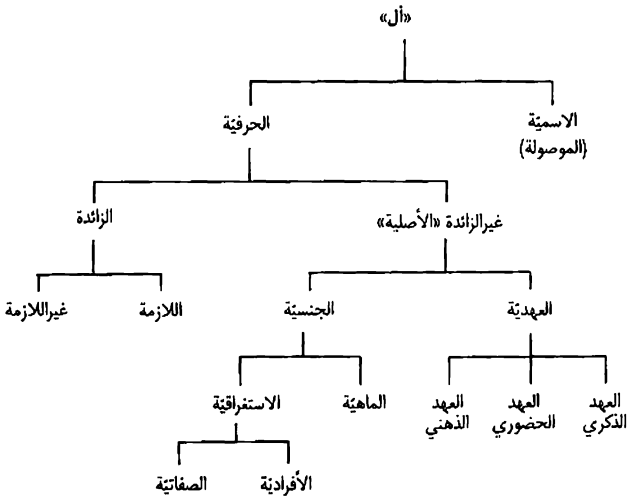 «أل»
الاسميّة
(الموصولة)
الحرفيّة
غيرالزائدة «الأصلية»
الزائدة
العهديّة
الجنسيّة
اللازمة
غيراللازمة
العهد
الذكري
العهد
الحضوري
العهد
الذهني
الماهيّة
الاستغراقيّة
الأفراديّة
الصفاتيّة